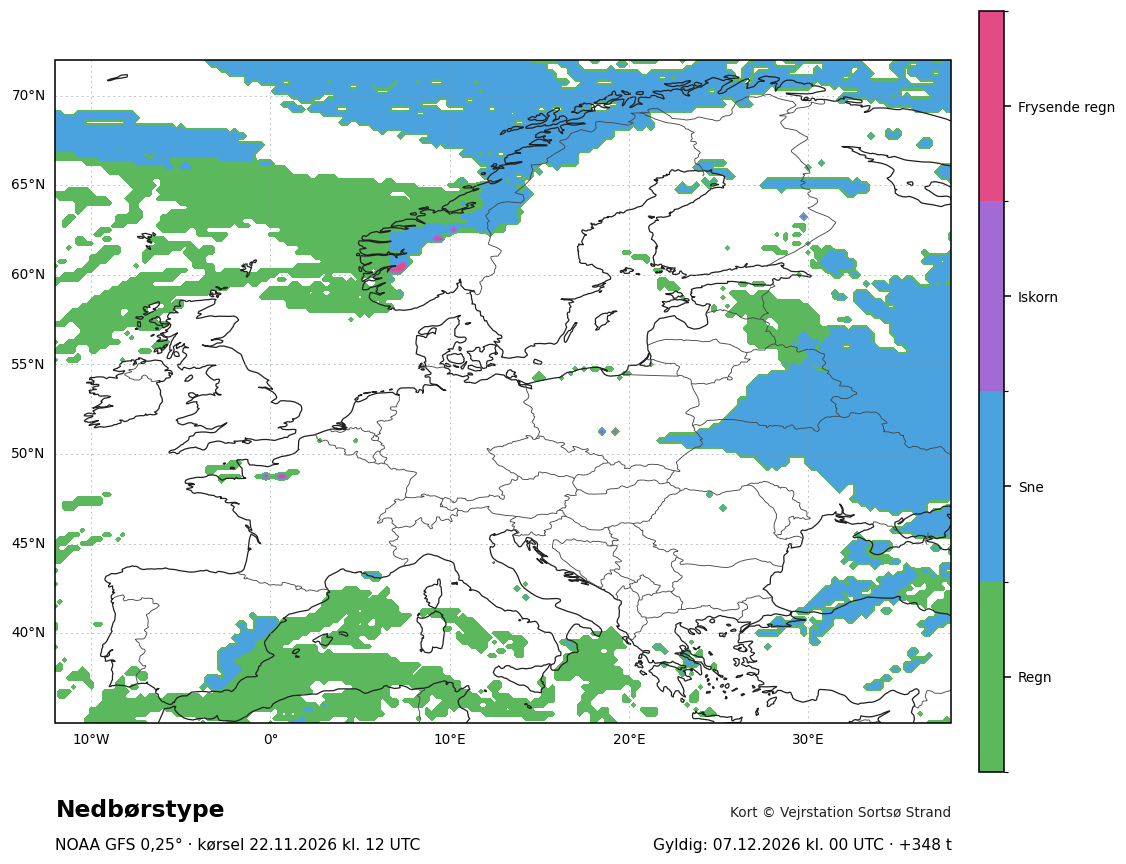 70°N
65°N
60°N
55°N
50°N
45°N
40°N
10°W
0°
10°E
20°E
30°E
Frysende regn
Iskorn
Sne
Regn
Nedbørstype
Kort © Vejrstation Sortsø Strand
NOAA GFS 0,25° · kørsel 22.11.2026 kl. 12 UTC
Gyldig: 07.12.2026 kl. 00 UTC · +348 t